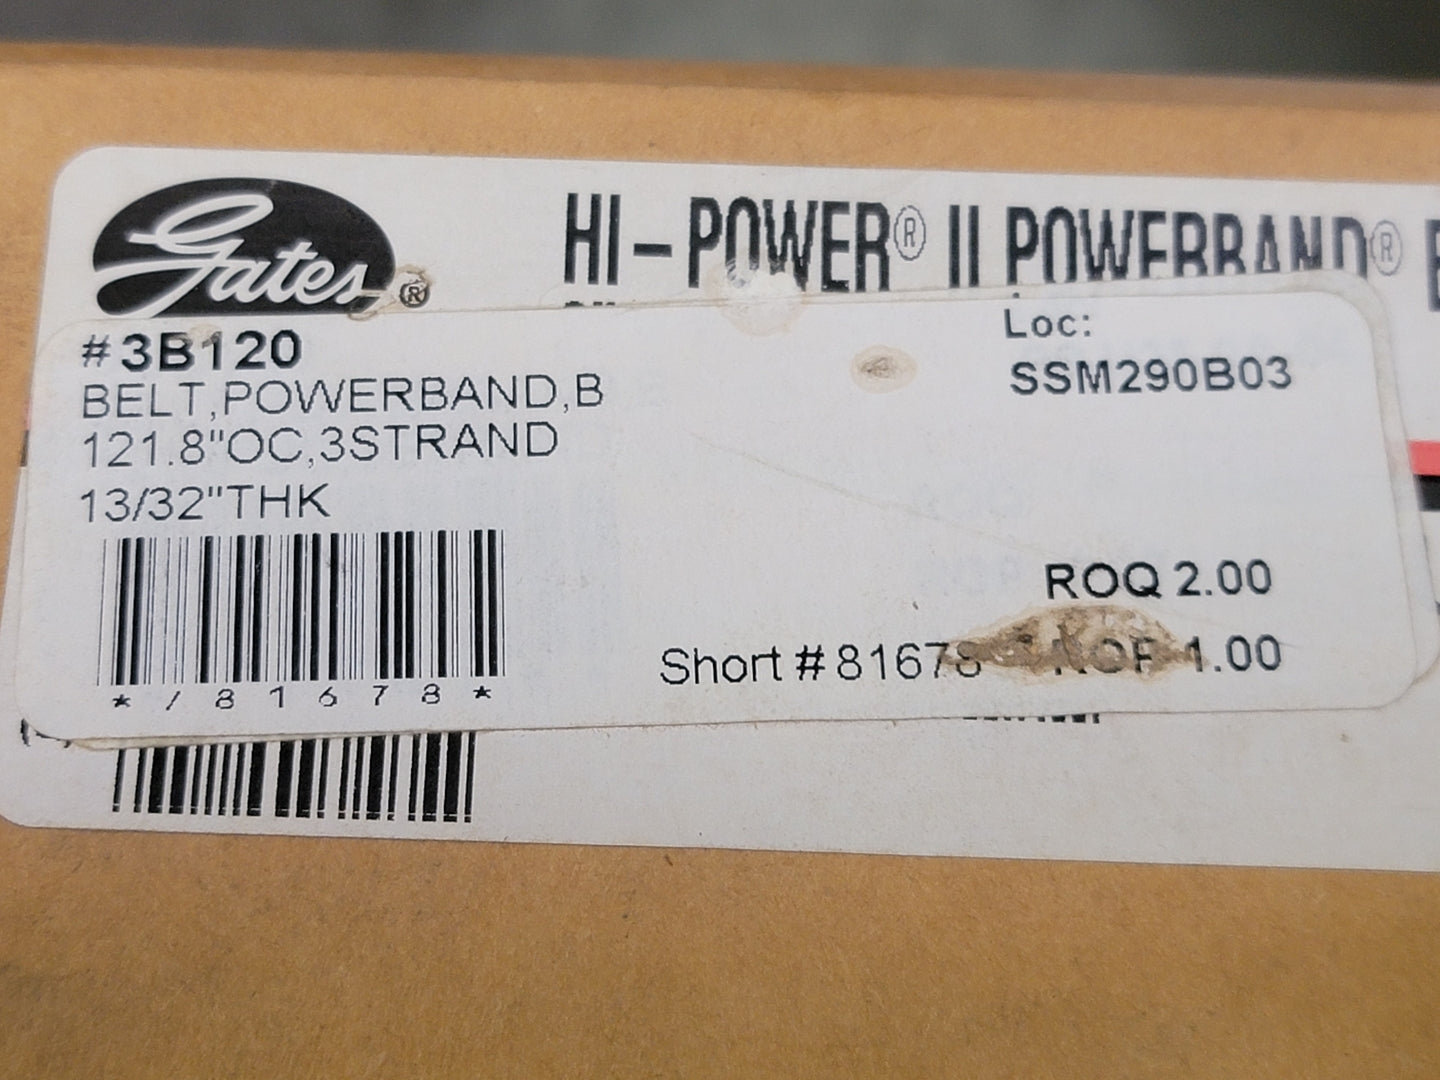 Gates®
HI-POWER® II POWERBAND®
#3B120
BELT,POWERBAND,B
121.8"OC,3STRAND
13/32"THK
*/81678*
Loc:
SSM290B03
ROQ 2.00
Short # 81678 1.00